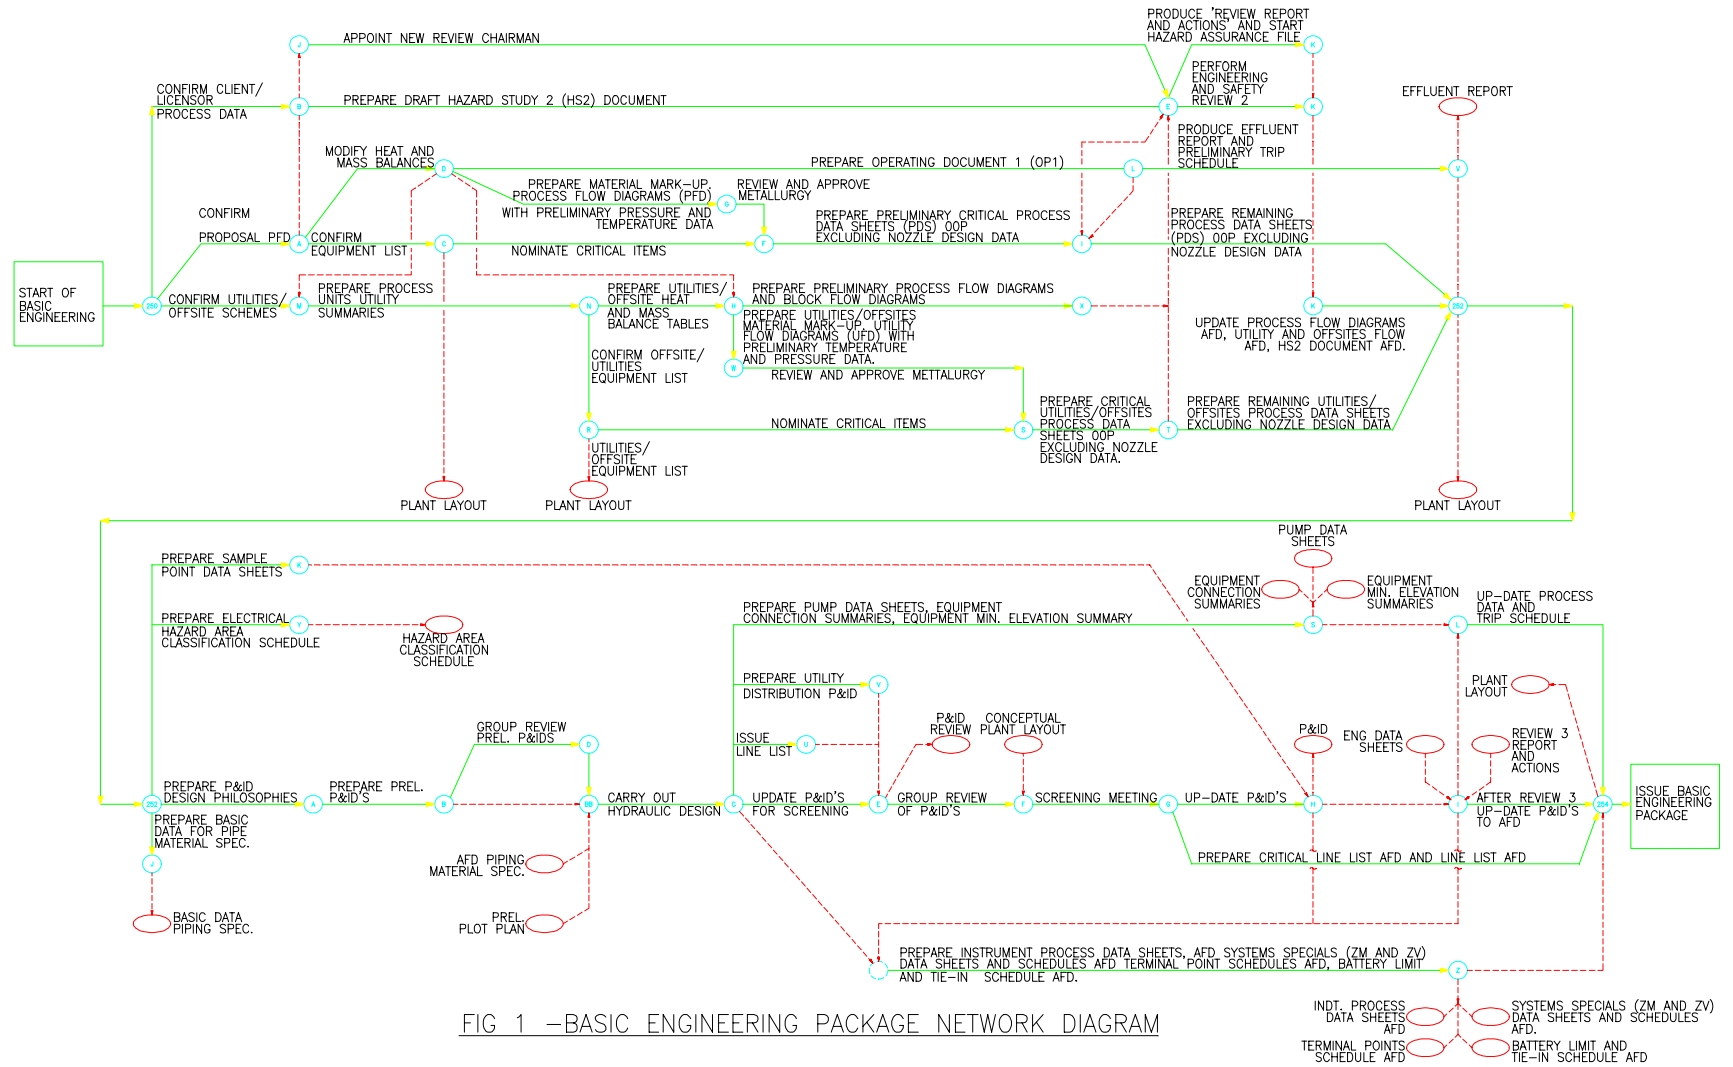 PRODUCE 'REVIEW REPORT
AND ACTIONS' AND START
HAZARD ASSURANCE FILE
J
APPOINT NEW REVIEW CHAIRMAN
K
PERFORM
ENGINEERING
AND SAFETY
REVIEW 2
CONFIRM CLIENT/
LICENSOR
PROCESS DATA
B
PREPARE DRAFT HAZARD STUDY 2 (HS2) DOCUMENT
E
K
EFFLUENT REPORT
PRODUCE EFFLUENT
REPORT AND
PRELIMINARY TRIP
SCHEDULE
MODIFY HEAT AND
MASS BALANCES
D
PREPARE OPERATING DOCUMENT 1 (OP1)
L
V
PREPARE MATERIAL MARK-UP.
PROCESS FLOW DIAGRAMS (PFD)
WITH PRELIMINARY PRESSURE AND
TEMPERATURE DATA
G
REVIEW AND APPROVE
METALLURGY
CONFIRM
PROPOSAL PFD
A
CONFIRM
EQUIPMENT LIST
C
NOMINATE CRITICAL ITEMS
F
PREPARE PRELIMINARY CRITICAL PROCESS
DATA SHEETS (PDS) OOP
EXCLUDING NOZZLE DESIGN DATA
I
PREPARE REMAINING
PROCESS DATA SHEETS
(PDS) OOP EXCLUDING
NOZZLE DESIGN DATA
START OF
BASIC
ENGINEERING
250
CONFIRM UTILITIES/
OFFSITE SCHEMES
M
PREPARE PROCESS
UNITS UTILITY
SUMMARIES
N
PREPARE UTILITIES/
OFFSITE HEAT
AND MASS
BALANCE TABLES
H
PREPARE PRELIMINARY PROCESS FLOW DIAGRAMS
AND BLOCK FLOW DIAGRAMS
X
K
252
UPDATE PROCESS FLOW DIAGRAMS
AFD, UTILITY AND OFFSITES FLOW
AFD, HS2 DOCUMENT AFD.
PREPARE UTILITIES/OFFSITES
MATERIAL MARK-UP, UTILITY
FLOW DIAGRAMS (UFD) WITH
PRELIMINARY TEMPERATURE
AND PRESSURE DATA.
CONFIRM OFFSITE/
UTILITIES
EQUIPMENT LIST
W
REVIEW AND APPROVE METTALURGY
R
NOMINATE CRITICAL ITEMS
S
PREPARE CRITICAL
UTILITIES/OFFSITES
PROCESS DATA
SHEETS OOP
EXCLUDING NOZZLE
DESIGN DATA.
T
PREPARE REMAINING UTILITIES/
OFFSITES PROCESS DATA SHEETS
EXCLUDING NOZZLE DESIGN DATA
UTILITIES/
OFFSITE
EQUIPMENT LIST
PLANT LAYOUT
PLANT LAYOUT
PLANT LAYOUT
PUMP DATA
SHEETS
PREPARE SAMPLE
POINT DATA SHEETS
K
EQUIPMENT
CONNECTION
SUMMARIES
EQUIPMENT
MIN. ELEVATION
SUMMARIES
UP-DATE PROCESS
DATA AND
TRIP SCHEDULE
PREPARE ELECTRICAL
HAZARD AREA
CLASSIFICATION SCHEDULE
Y
HAZARD AREA
CLASSIFICATION
SCHEDULE
PREPARE PUMP DATA SHEETS, EQUIPMENT
CONNECTION SUMMARIES, EQUIPMENT MIN. ELEVATION SUMMARY
S
L
PREPARE UTILITY
DISTRIBUTION P&ID
Y
PLANT
LAYOUT
GROUP REVIEW
PREL. P&IDS
D
ISSUE
LINE LIST
U
P&ID
REVIEW
CONCEPTUAL
PLANT LAYOUT
P&ID
ENG DATA
SHEETS
REVIEW 3
REPORT
AND
ACTIONS
252
PREPARE P&ID
DESIGN PHILOSOPHIES
A
PREPARE PREL.
P&ID'S
B
CARRY OUT
HYDRAULIC DESIGN
C
UPDATE P&ID'S
FOR SCREENING
GROUP REVIEW
OF P&ID'S
F
SCREENING MEETING
G
UP-DATE P&ID'S
H
AFTER REVIEW 3
UP-DATE P&ID'S
TO AFD
254
ISSUE BASIC
ENGINEERING
PACKAGE
PREPARE BASIC
DATA FOR PIPE
MATERIAL SPEC.
J
AFD PIPING
MATERIAL SPEC.
PREPARE CRITICAL LINE LIST AFD AND LINE LIST AFD
BASIC DATA
PIPING SPEC.
PREL.
PLOT PLAN
PREPARE INSTRUMENT PROCESS DATA SHEETS, AFD SYSTEMS SPECIALS (ZM AND ZV)
DATA SHEETS AND SCHEDULES AFD TERMINAL POINT SCHEDULES AFD, BATTERY LIMIT
AND TIE-IN SCHEDULE AFD.
Z
INDT. PROCESS
DATA SHEETS
AFD
SYSTEMS SPECIALS (ZM AND ZV)
DATA SHEETS AND SCHEDULES
AFD.
TERMINAL POINTS
SCHEDULE AFD
BATTERY LIMIT AND
TIE-IN SCHEDULE AFD
FIG 1 -BASIC ENGINEERING PACKAGE NETWORK DIAGRAM